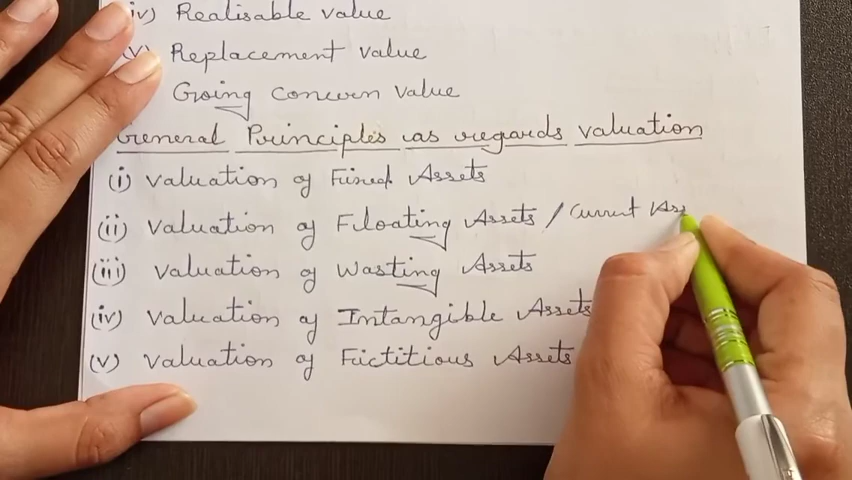 iv) Realisable value
v) Replacement value
Going concern value
General Principles as regards valuation
(i) Valuation of Fixed Assets
(ii) Valuation of Floating Assets / Current Ass
(iii) Valuation of Wasting Assets
(iv) Valuation of Intangible Assets
(v) Valuation of Fictitious Assets